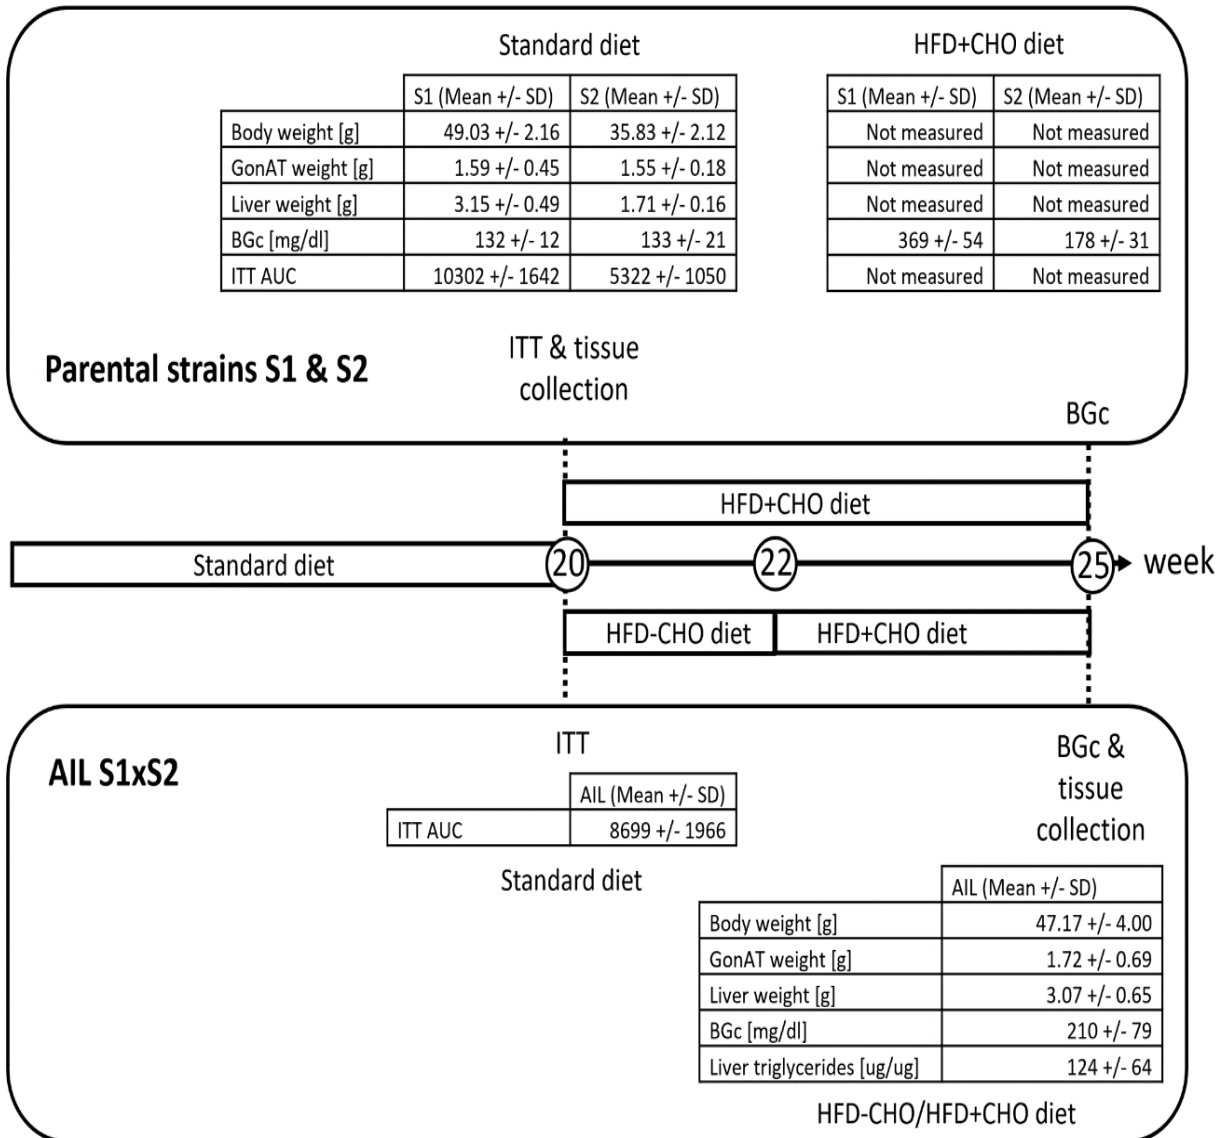 Standard diet HFD+CHO diet
S1 (Mean +/- SD) S2 (Mean +/- SD) S1 (Mean +/- SD) S2 (Mean +/- SD)
Body weight [g] 49.03 +/- 2.16 35.83 +/- 2.12 Not measured Not measured
GonAT weight [g] 1.59 +/- 0.45 1.55 +/- 0.18 Not measured Not measured
Liver weight [g] 3.15 +/- 0.49 1.71 +/- 0.16 Not measured Not measured
BGc [mg/dl] 132 +/- 12 133 +/- 21 369 +/- 54 178 +/- 31
ITT AUC 10302 +/- 1642 5322 +/- 1050 Not measured Not measured
Parental strains S1 & S2
ITT & tissue
collection
BGc
HFD+CHO diet
Standard diet 20 22 25 week
HFD-CHO diet HFD+CHO diet
AIL S1xS2
ITT
AIL (Mean +/- SD)
ITT AUC 8699 +/- 1966
Standard diet
BGc &
tissue
collection
AIL (Mean +/- SD)
Body weight [g] 47.17 +/- 4.00
GonAT weight [g] 1.72 +/- 0.69
Liver weight [g] 3.07 +/- 0.65
BGc [mg/dl] 210 +/- 79
Liver triglycerides [ug/ug] 124 +/- 64
HFD-CHO/HFD+CHO diet